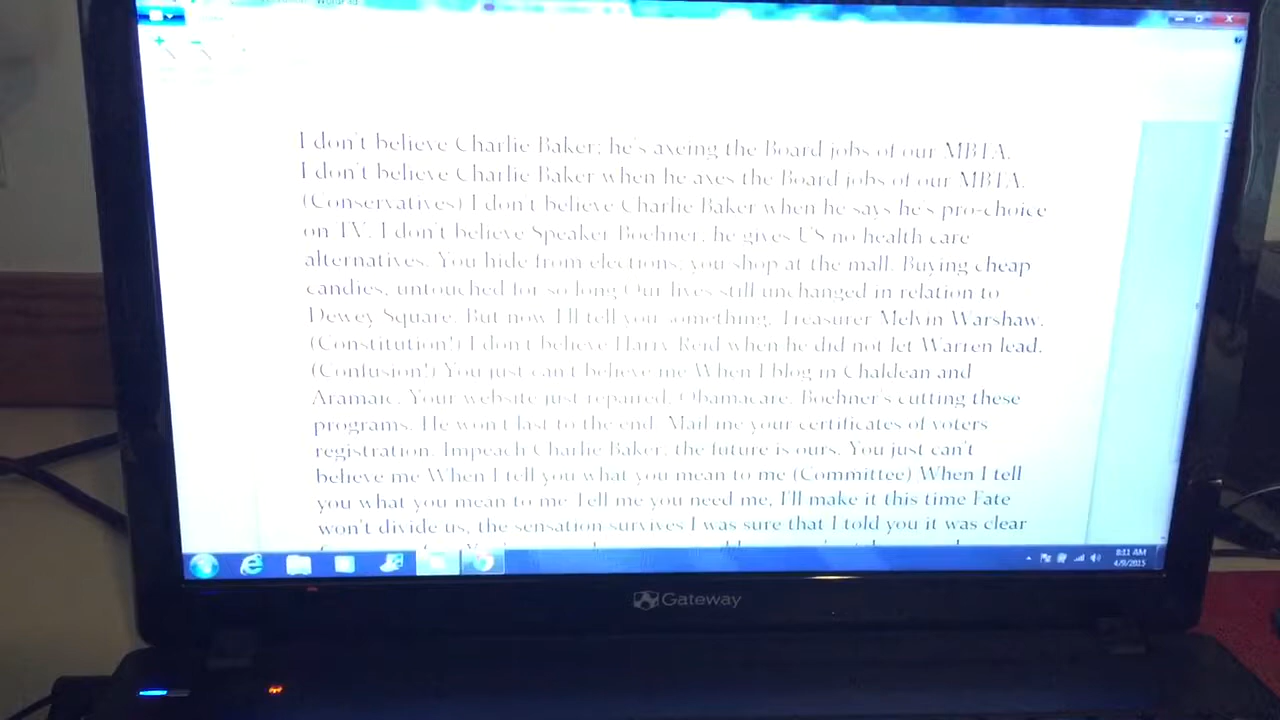 I don't believe Charlie Baker; he's axeing the Board jobs of our MBTA.
I don't believe Charlie Baker when he axes the Board jobs of our MBTA.
(Conservatives) I don't believe Charlie Baker when he says he's pro-choice
on TV. I don't believe Speaker Boehner; he gives US no health care
alternatives. You hide from elections, you shop at the mall. Buying cheap
candies, untouched for so long Our lives still unchanged in relation to
Dewey Square. But now I'll tell you something, Treasurer Melvin Warshaw.
(Constitution!) I don't believe Harry Reid when he did not let Warren lead.
(Confusion!) You just can't believe me When I blog in Chaldean and
Aramaic. Your website just repaired, Obamacare. Boehner's cutting these
programs. He won't last to the end. Mail me your certificates of voters
registration. Impeach Charlie Baker; the future is ours. You just can't
believe me When I tell you what you mean to me (Committee) When I tell
you what you mean to me Tell me you need me, I'll make it this time Fate
won't divide us, the sensation survives I was sure that I told you it was clear
8:11 AM
4/9/2015
Gateway